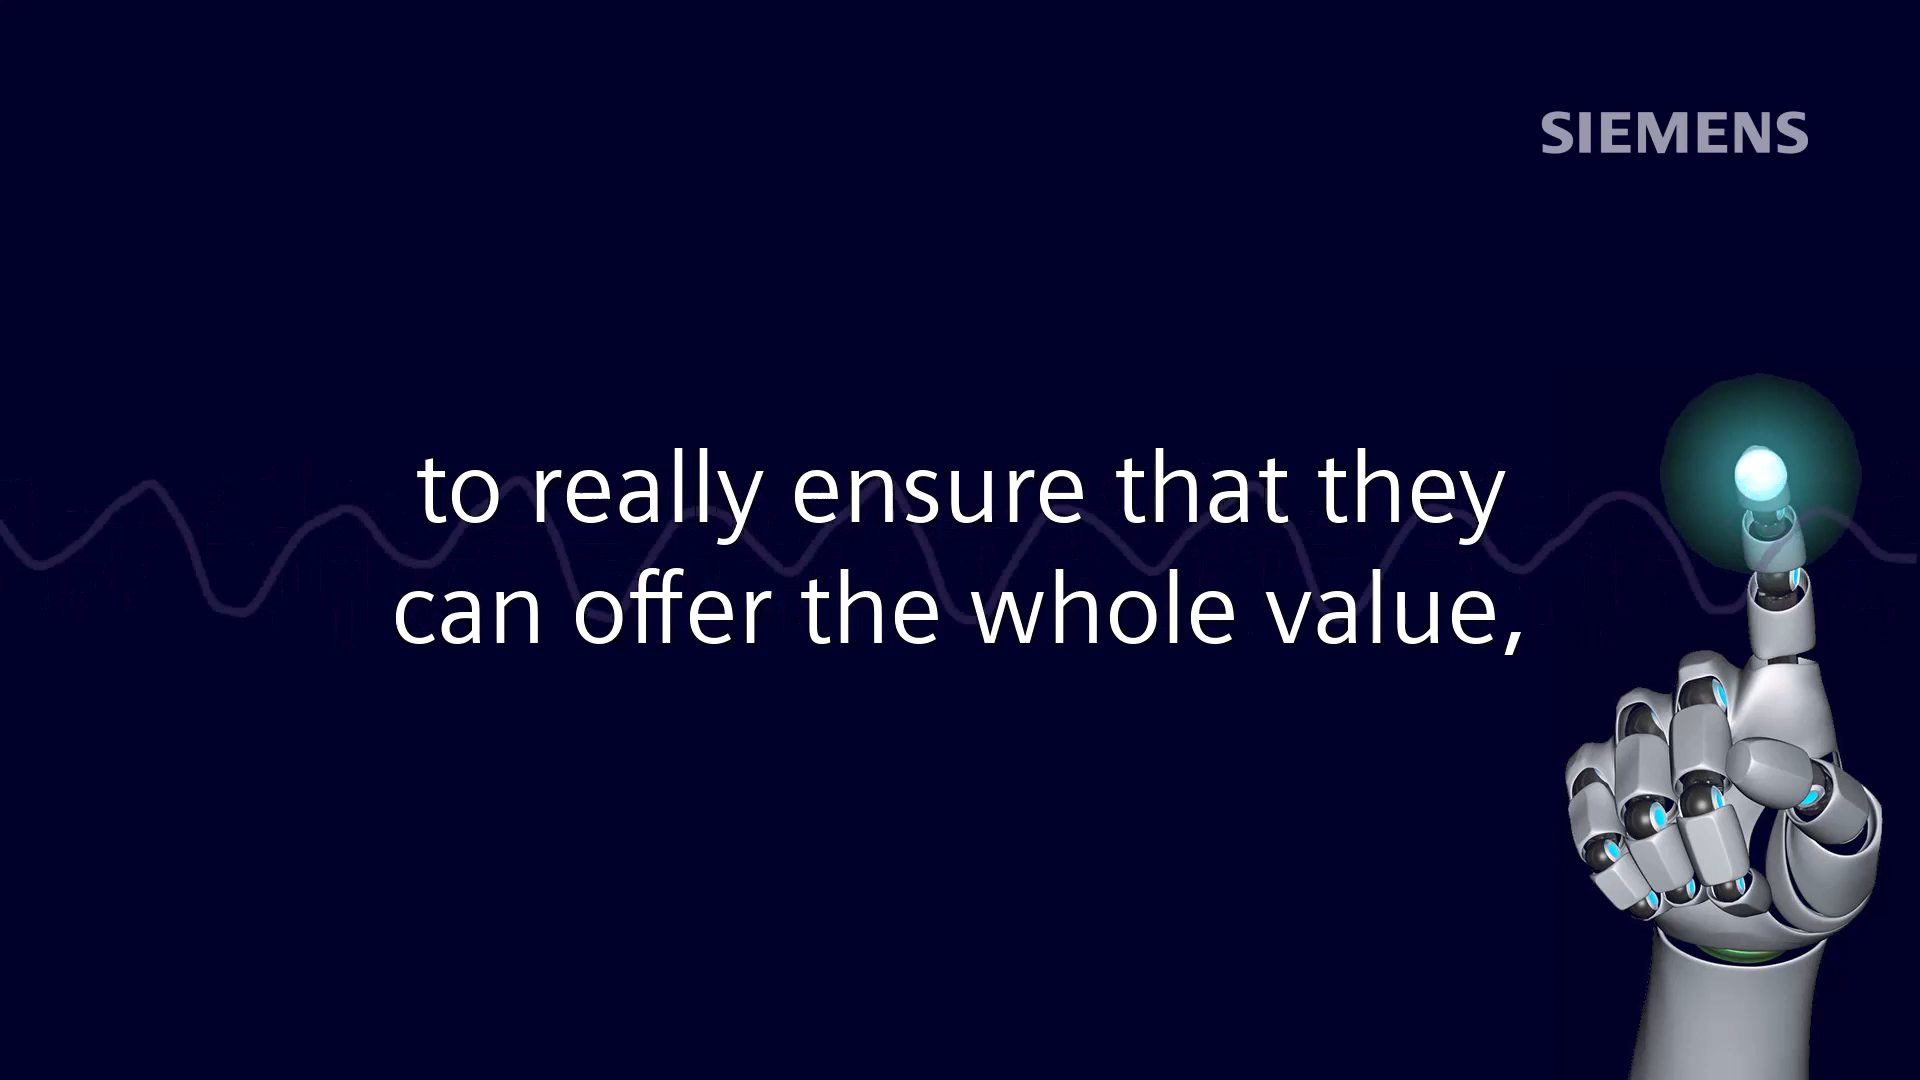 SIEMENS
to really ensure that they
can offer the whole value,